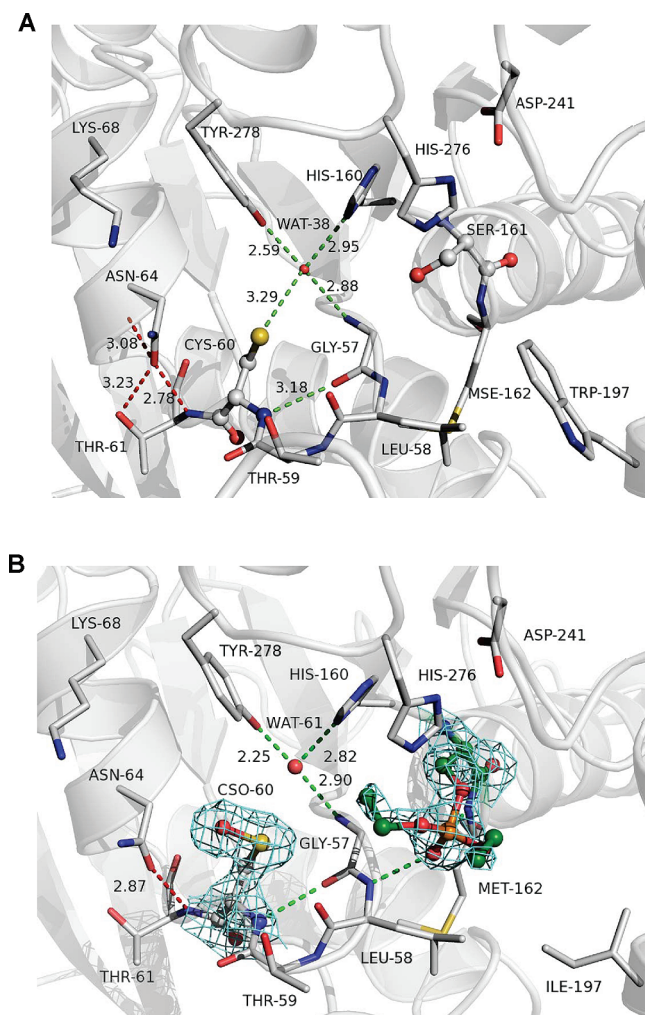 A
ASP-241
LYS-68
TYR-278
HIS-276
HIS-160
WAT-38
SER-161
2.59
2.95
ASN-64
2.88
3.29
3.08
CYS-60
GLY-57
3.23
2.78
3.18
MSE-162
TRP-197
THR-61
LEU-58
THR-59
B
LYS-68
ASP-241
TYR-278
HIS-160
HIS-276
WAT-61
2.25
2.82
ASN-64
2.90
CSO-60
GLY-57
2.87
MET-162
LEU-58
THR-61
ILE-197
THR-59